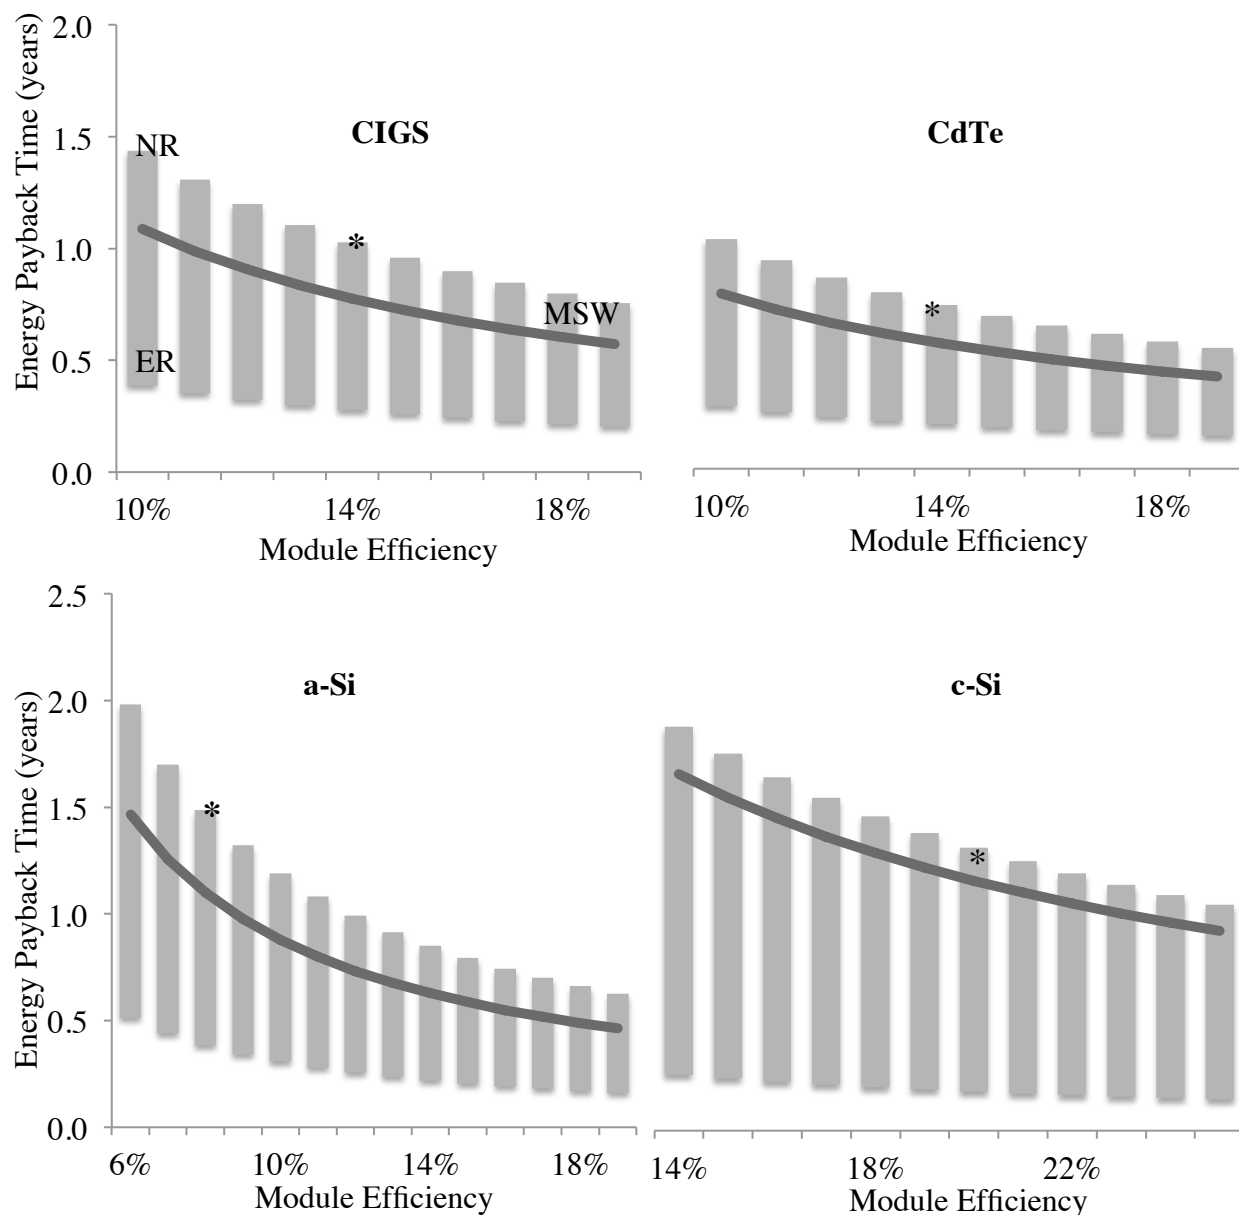 Energy Payback Time (years)
2.0
1.5
1.0
0.5
0.0
CIGS
NR
*
ER
MSW
10%
14%
18%
Module Efficiency
CdTe
*
10%
14%
18%
Module Efficiency
Energy Payback Time (years)
2.5
2.0
1.5
1.0
0.5
0.0
a-Si
*
6%
10%
14%
18%
Module Efficiency
c-Si
*
14%
18%
22%
Module Efficiency